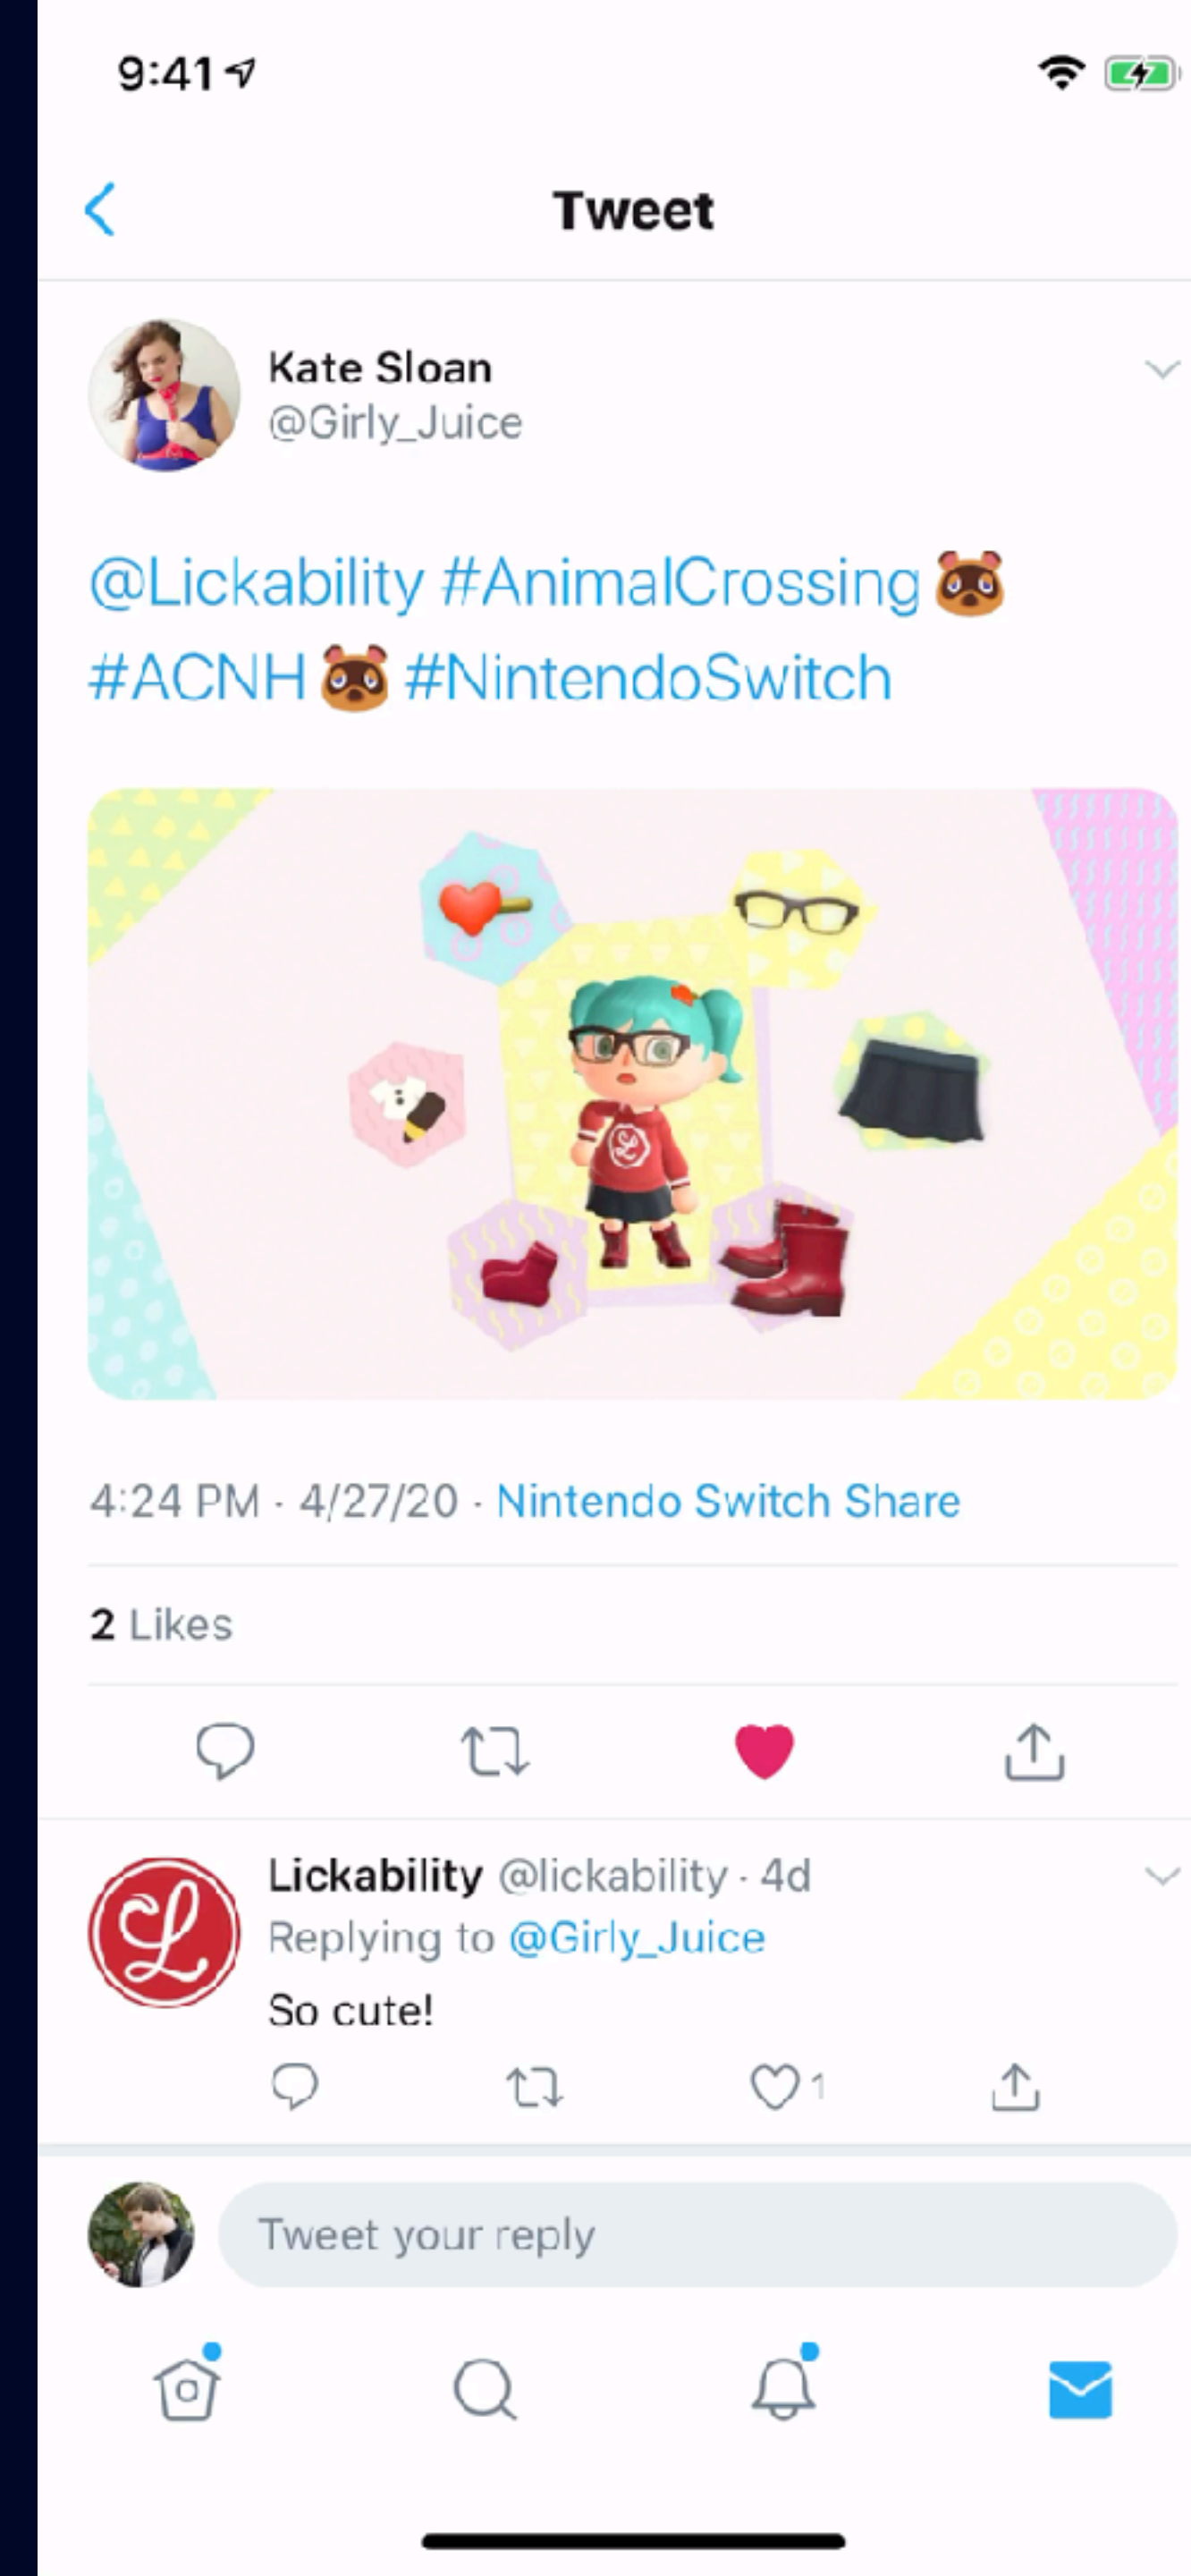 9:41
Tweet
Kate Sloan
@Girly_Juice
@Lickability #AnimalCrossing
#ACNH #NintendoSwitch
4:24 PM · 4/27/20 · Nintendo Switch Share
2 Likes
Lickability @lickability · 4d
Replying to @Girly_Juice
So cute!
1
Tweet your reply